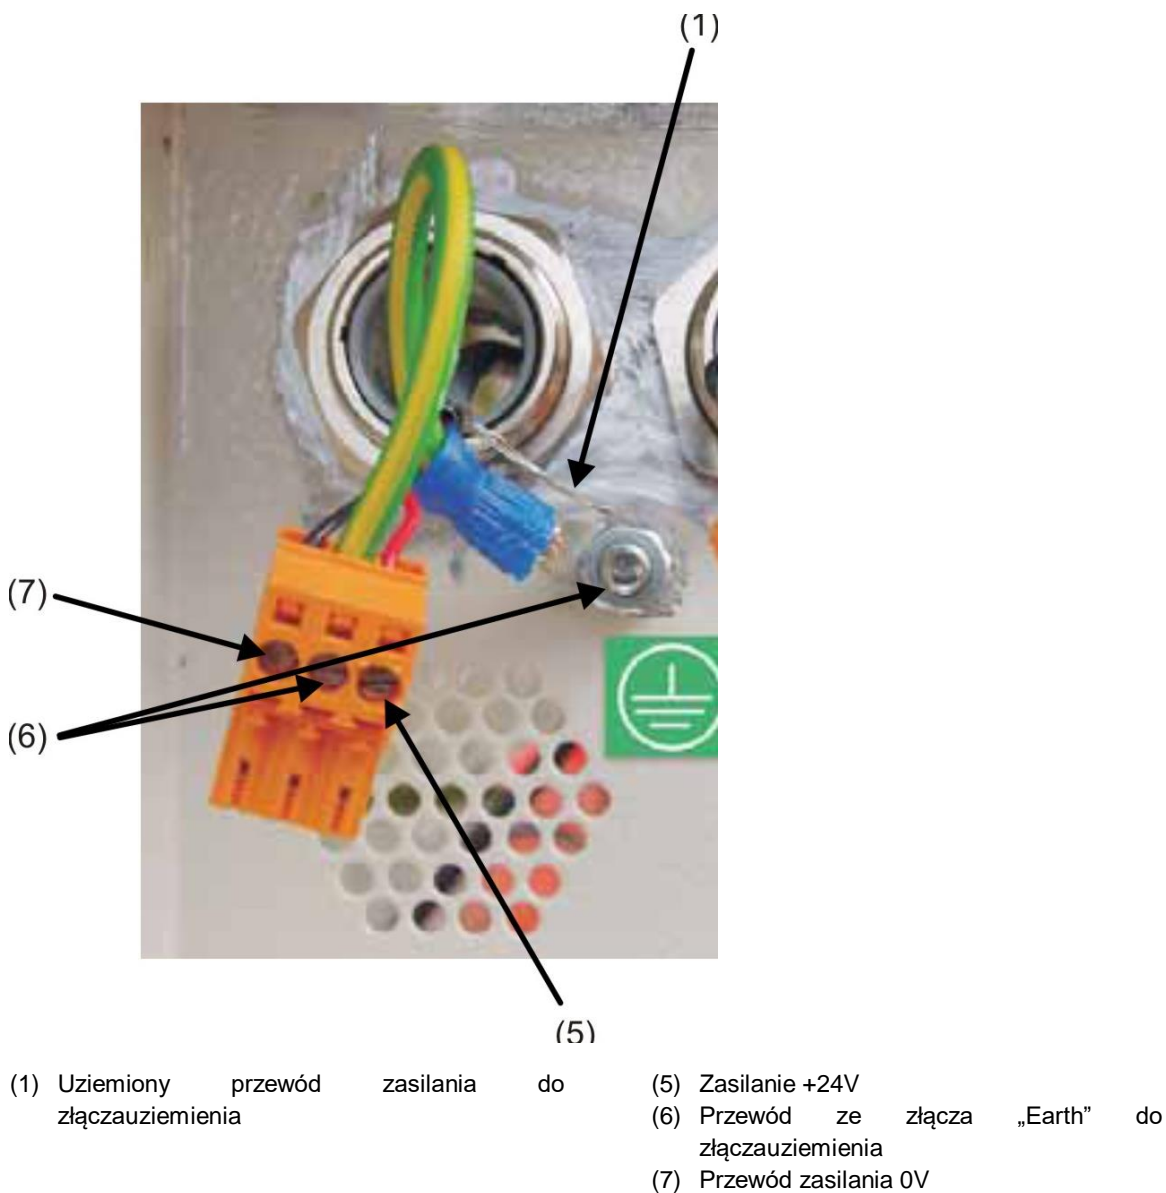 (1)
(7)
(6)
(5)
(1) Uziemiony przewód zasilania do
złączauziemienia
(5) Zasilanie +24V
(6) Przewód ze złącza „Earth” do
złączauziemienia
(7) Przewód zasilania 0V